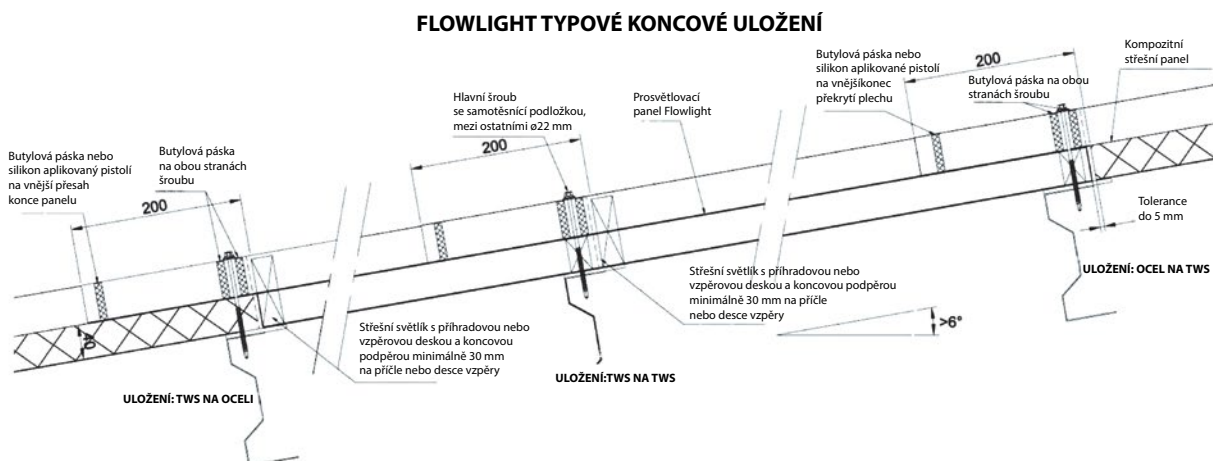 FLOWLIGHT TYPOVÉ KONCOVÉ ULOŽENÍ
Butylová páska nebo
silikon aplikovaný pistolí
na vnější přesah
konce panelu
Butylová páska
na obou stranách
šroubu
200
40
Střešní světlík s příhradovou nebo
vzpěrovou deskou a koncovou
podpěrou minimálně 30 mm
na příčle nebo desce vzpěry
ULOŽENÍ: TWS NA OCELI
Hlavní šroub
se samotěsnící podložkou,
mezi ostatními ø22 mm
200
Prosvětlovací
panel Flowlight
Střešní světlík s příhradovou nebo
vzpěrovou deskou a koncovou podpěrou
minimálně 30 mm na příčle
nebo desce vzpěry
ULOŽENÍ:TWS NA TWS
>6°
Butylová páska nebo
silikon aplikované pistolí
na vnějšíkonec
překrytí plechu
200
Butylová páska na obou
stranách šroubu
Kompozitní
střešní panel
Tolerance
do 5 mm
ULOŽENÍ: OCEL NA TWS